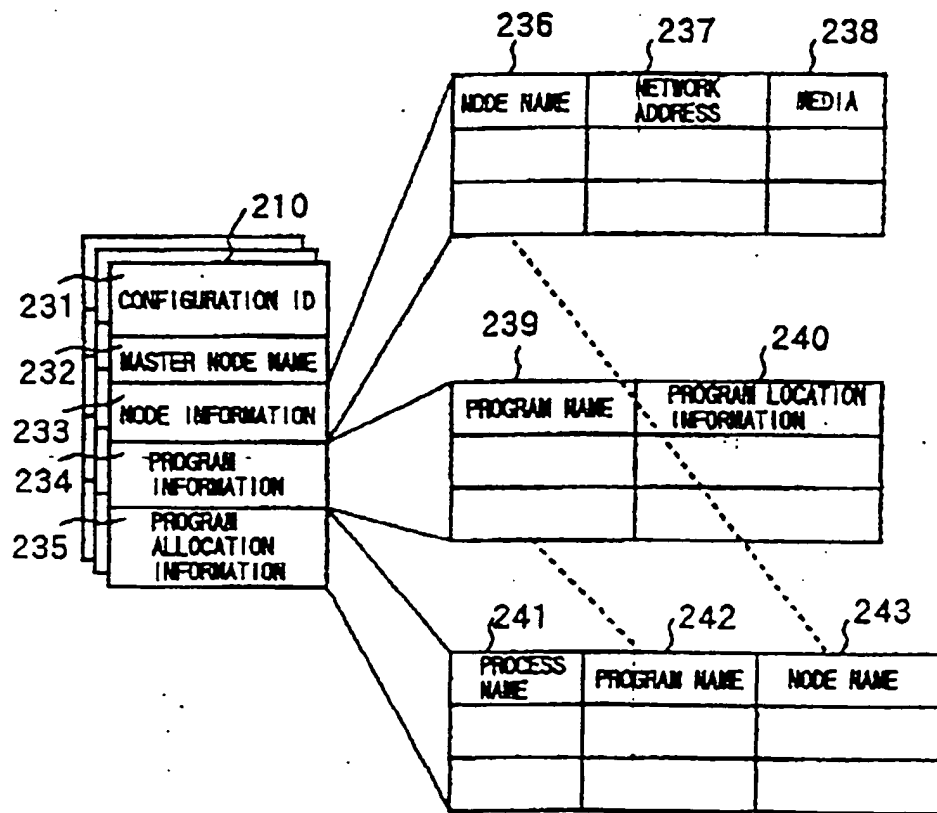 236
237
238
NODE NAME
NETWORK
ADDRESS
MEDIA
210
231
CONFIGURATION ID
232
MASTER NODE NAME
233
NODE INFORMATION
234
PROGRAM
INFORMATION
235
PROGRAM
ALLOCATION
INFORMATION
239
240
PROGRAM NAME
PROGRAM LOCATION
INFORMATION
241
242
243
PROCESS
NAME
PROGRAM NAME
NODE NAME